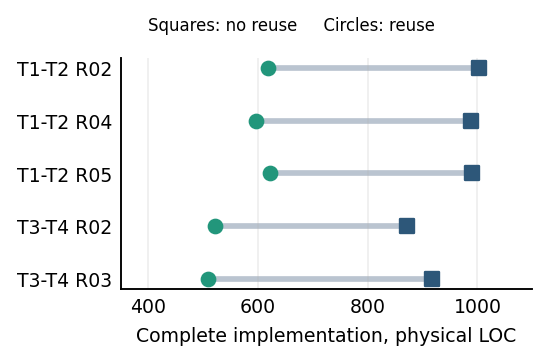 Squares: no reuse Circles: reuse
T1-T2 R02
T1-T2 R04
T1-T2 R05
T3-T4 R02
T3-T4 R03
400 600 800 1000
Complete implementation, physical LOC